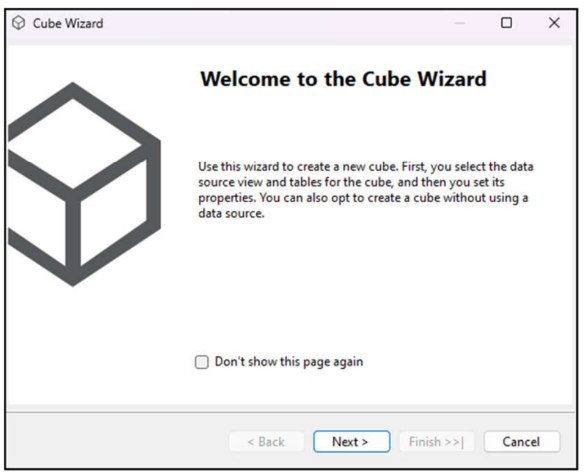 Cube Wizard
Welcome to the Cube Wizard
Use this wizard to create a new cube. First, you select the data
source view and tables for the cube, and then you set its
properties. You can also opt to create a cube without using a
data source.
Don't show this page again
< Back
Next >
Finish >>|
Cancel